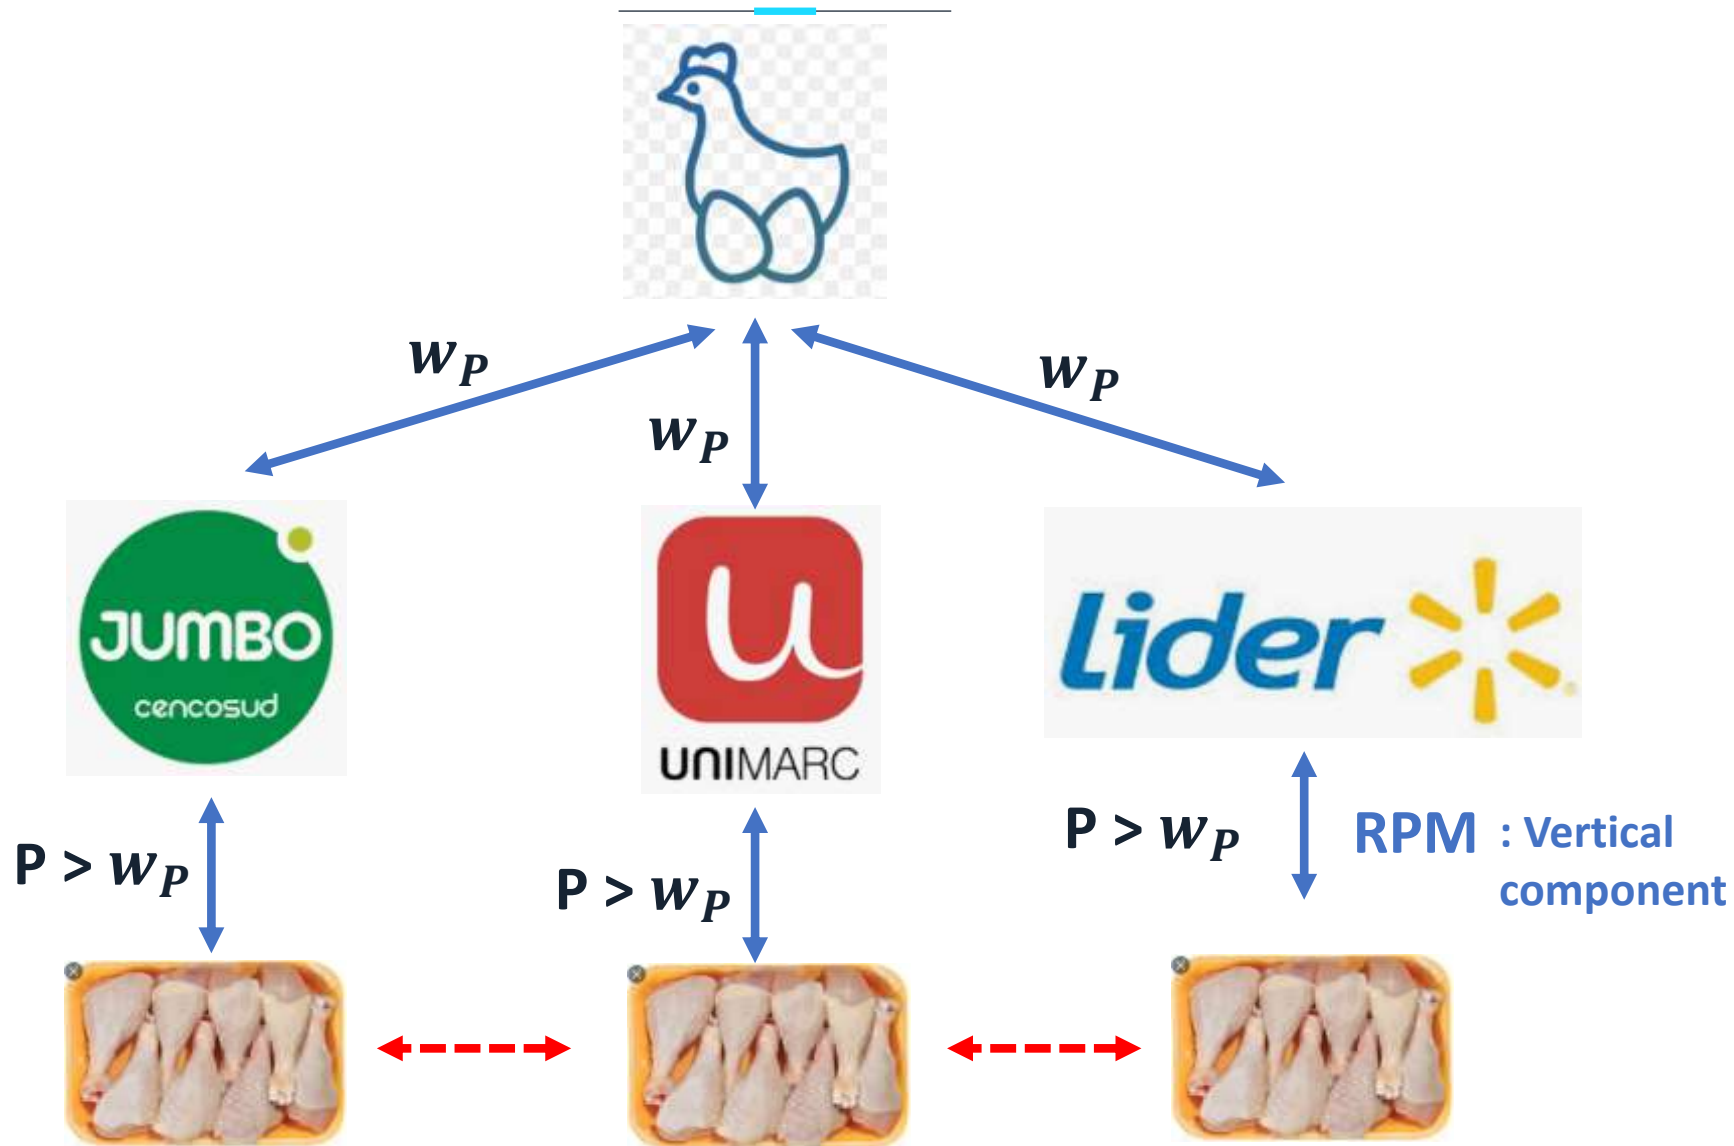 w_P
w_P
w_P
JUMBO
cencosud
u
UNIMARC
Lider
P > w_P
P > w_P
P > w_P
RPM : Vertical
component